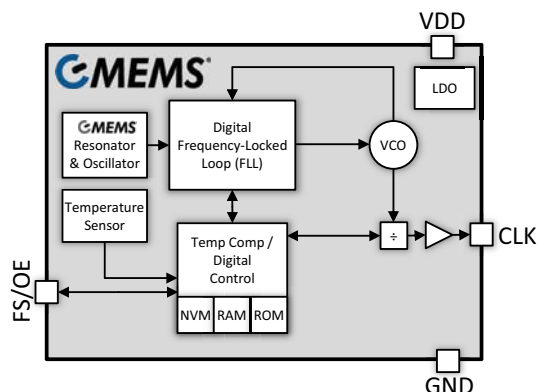 VDD
CMEMS®
LDO
CMEMS
Resonator
& Oscillator
Digital
Frequency-Locked
Loop (FLL)
VCO
Temperature
Sensor
Temp Comp /
Digital
Control
÷
CLK
FS/OE
NVM RAM ROM
GND